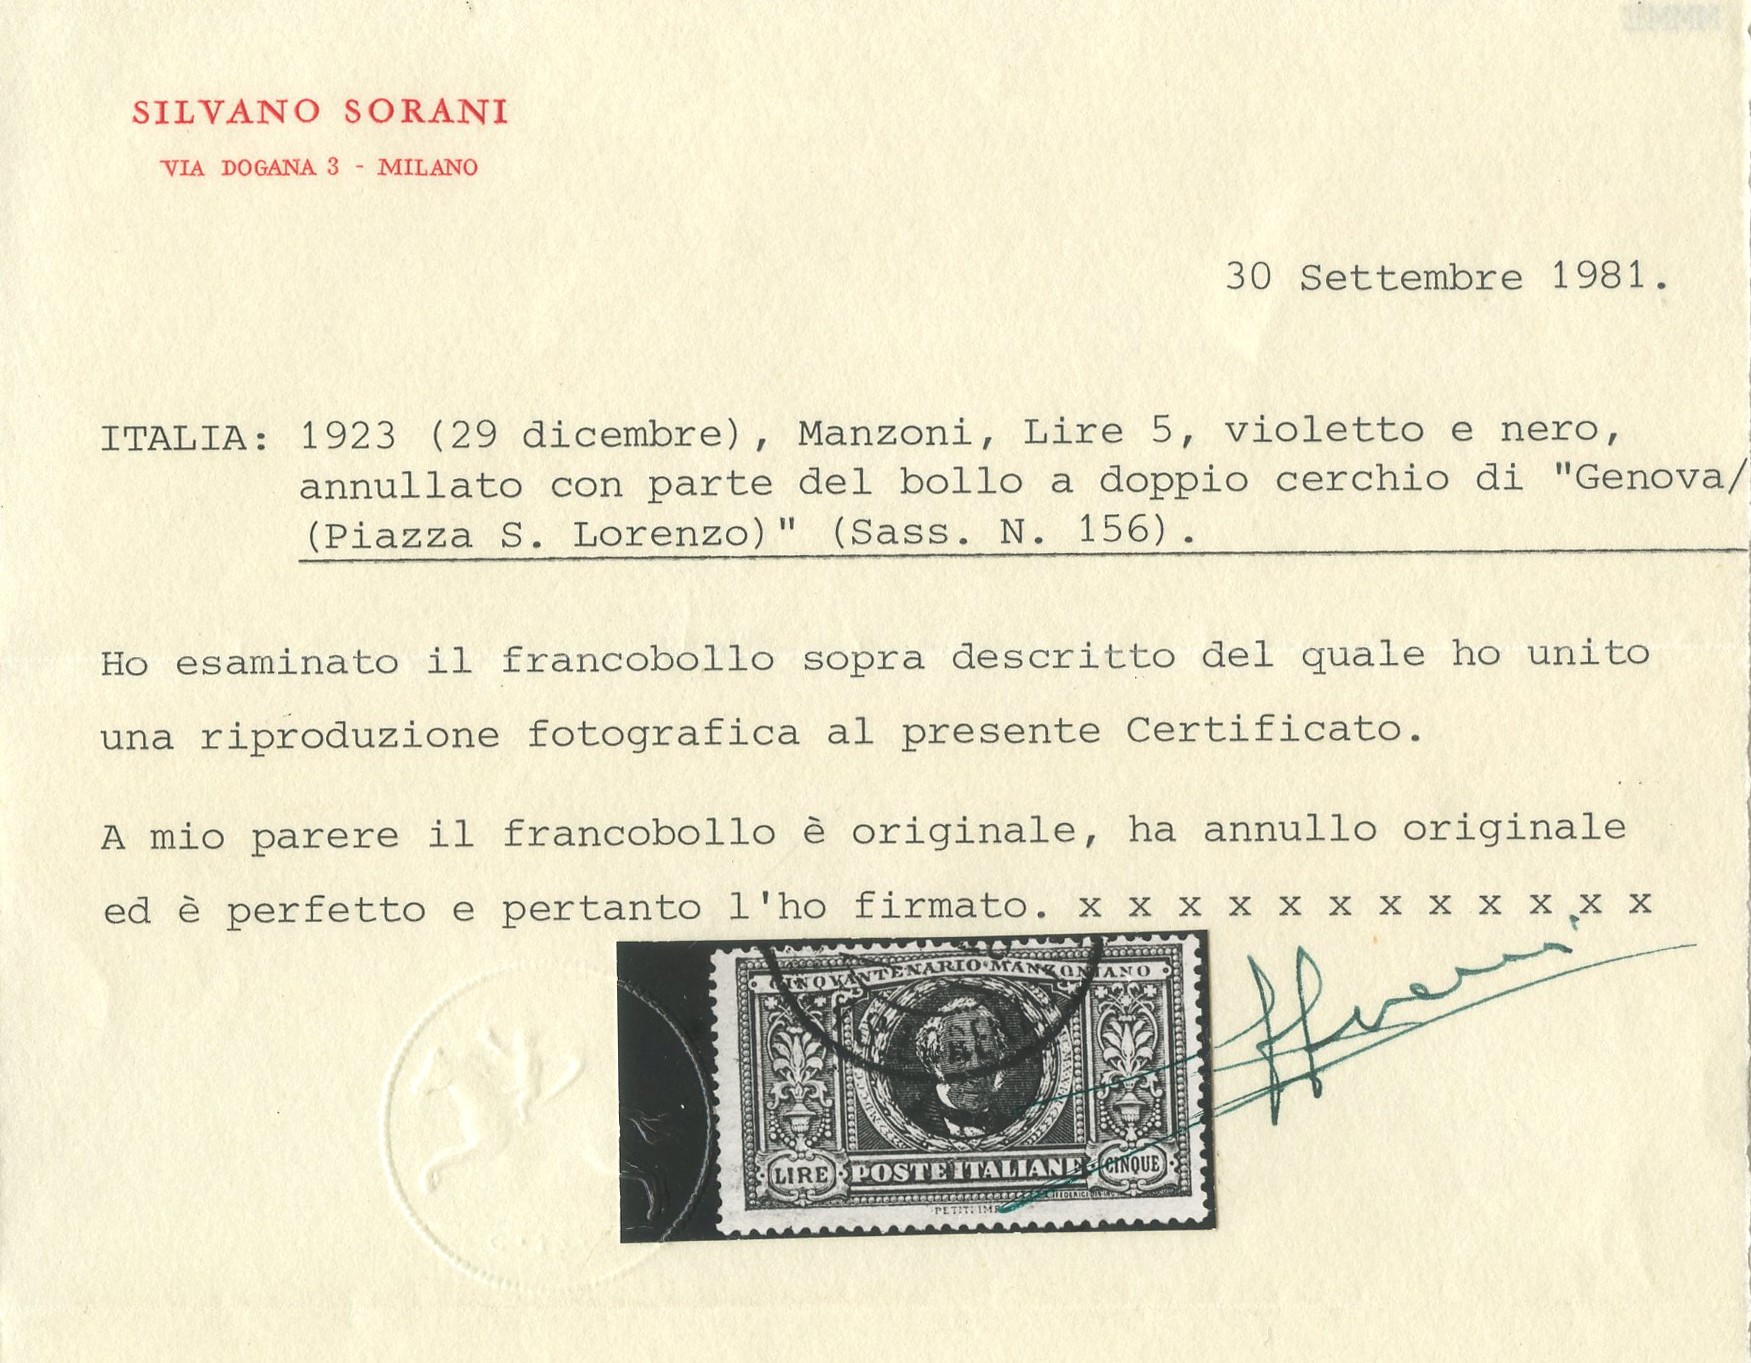 SILVANO SORANI
VIA DOGANA 3 - MILANO
30 Settembre 1981.
ITALIA: 1923 (29 dicembre), Manzoni, Lire 5, violetto e nero,
annullato con parte del bollo a doppio cerchio di "Genova/
(Piazza S. Lorenzo)" (Sass. N. 156).
Ho esaminato il francobollo sopra descritto del quale ho unito
una riproduzione fotografica al presente Certificato.
A mio parere il francobollo è originale, ha annullo originale
ed è perfetto e pertanto l'ho firmato. x x x x x x x x x x x x
CINQVANTENARIO·MANZONIANO
LIRE POSTE ITALIANE CINQUE